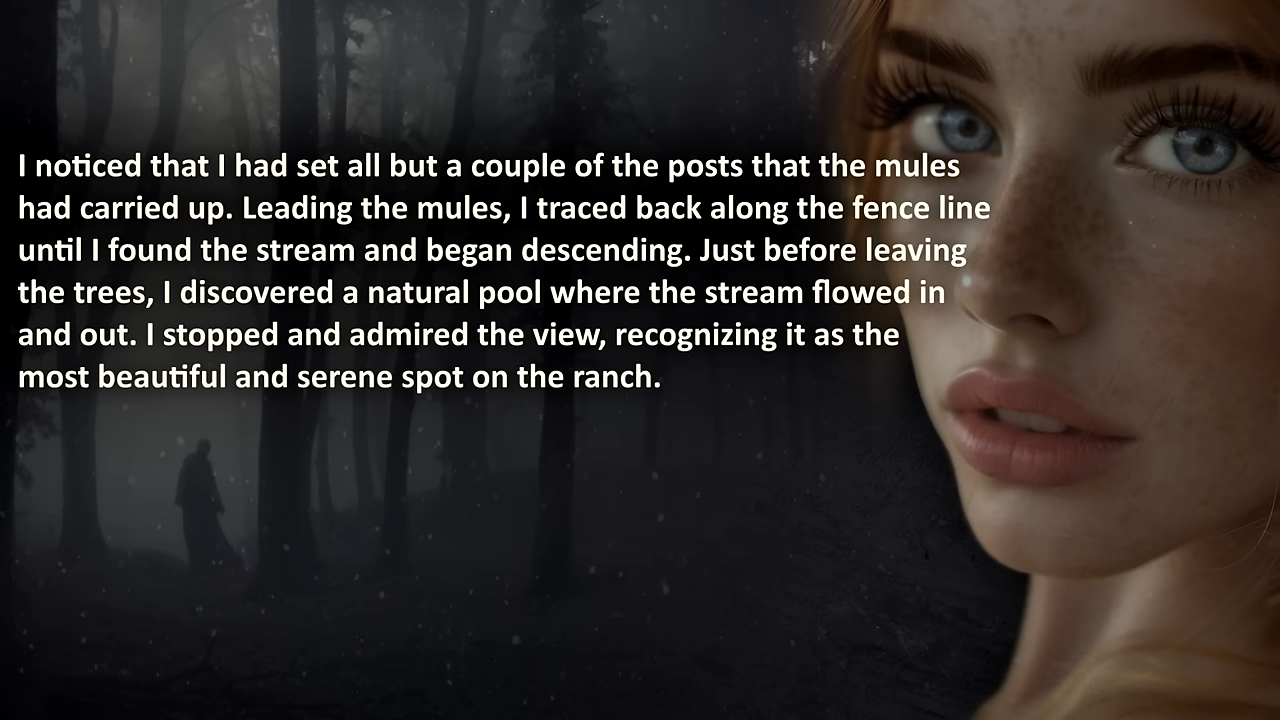 I noticed that I had set all but a couple of the posts that the mules
had carried up. Leading the mules, I traced back along the fence line
until I found the stream and began descending. Just before leaving
the trees, I discovered a natural pool where the stream flowed in
and out. I stopped and admired the view, recognizing it as the
most beautiful and serene spot on the ranch.